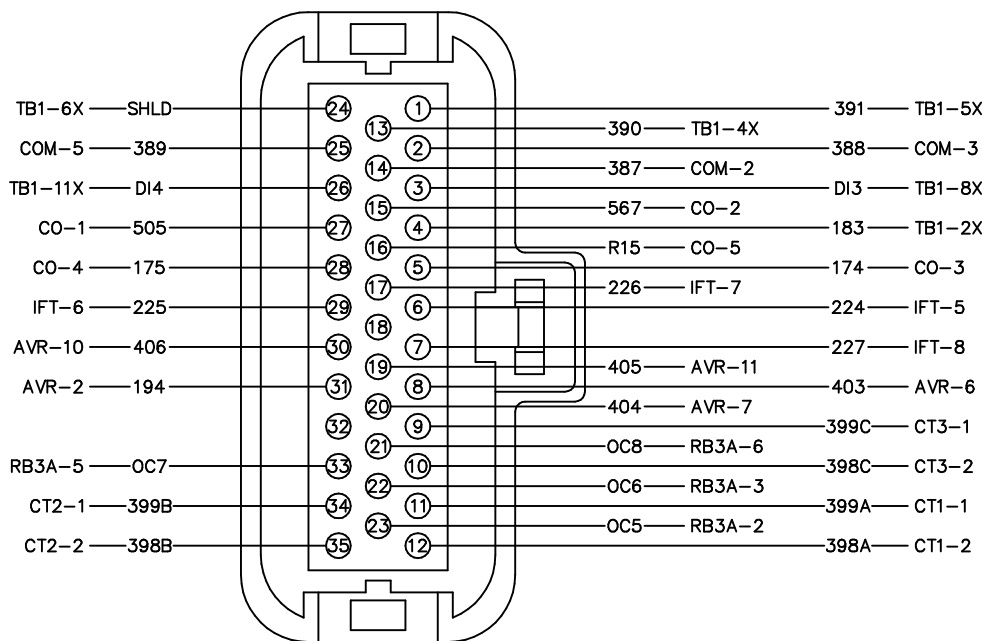 TB1-6X SHLD 24 1 391 TB1-5X
13 390 TB1-4X
COM-5 389 25 2 388 COM-3
14 387 COM-2
TB1-11X DI4 26 3 DI3 TB1-8X
15 567 CO-2
CO-1 505 27 4 183 TB1-2X
16 R15 CO-5
CO-4 175 28 5 174 CO-3
17 226 IFT-7
IFT-6 225 29 6 224 IFT-5
18
AVR-10 406 30 7 227 IFT-8
19 405 AVR-11
AVR-2 194 31 8 403 AVR-6
20 404 AVR-7
32 9 399C CT3-1
21 OC8 RB3A-6
RB3A-5 OC7 33 10 398C CT3-2
22 OC6 RB3A-3
CT2-1 399B 34 11 399A CT1-1
23 OC5 RB3A-2
CT2-2 398B 35 12 398A CT1-2